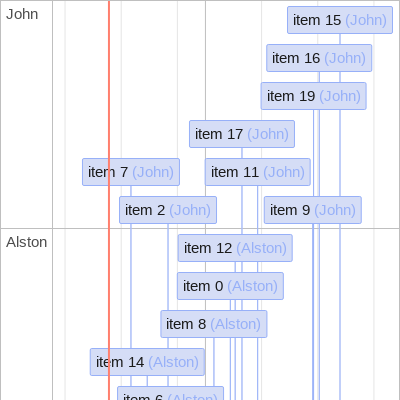 John
item 15 (John)
item 16 (John)
item 19 (John)
item 17 (John)
item 7 (John)
item 11 (John)
item 2 (John)
item 9 (John)
Alston
item 12 (Alston)
item 0 (Alston)
item 8 (Alston)
item 14 (Alston)
item 6 (Alston)